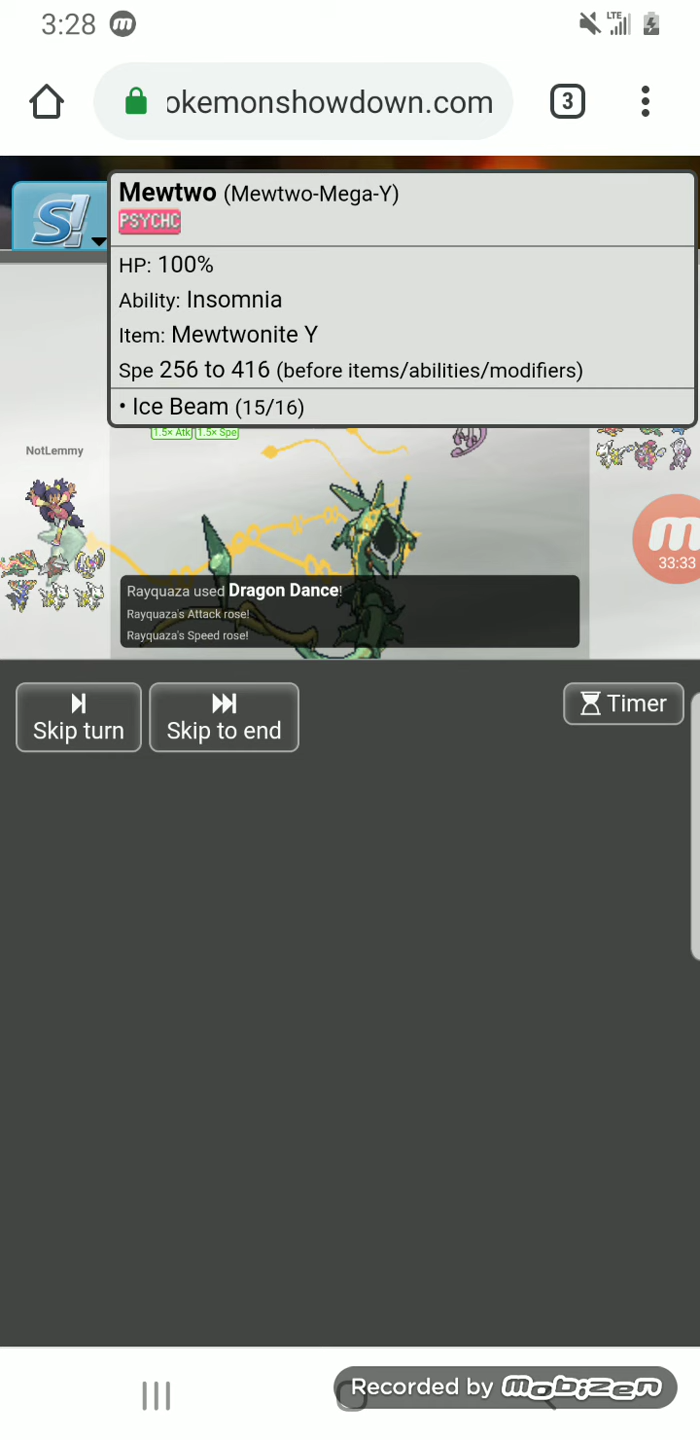 3:28
LTE
okemonshowdown.com
3
S!
Mewtwo (Mewtwo-Mega-Y)
PSYCHC
HP: 100%
Ability: Insomnia
Item: Mewtwonite Y
Spe 256 to 416 (before items/abilities/modifiers)
• Ice Beam (15/16)
1.5× Atk 1.5× Spe
NotLemmy
33:33
Rayquaza used Dragon Dance!
Rayquaza's Attack rose!
Rayquaza's Speed rose!
Skip turn
Skip to end
Timer
Recorded by mobizen